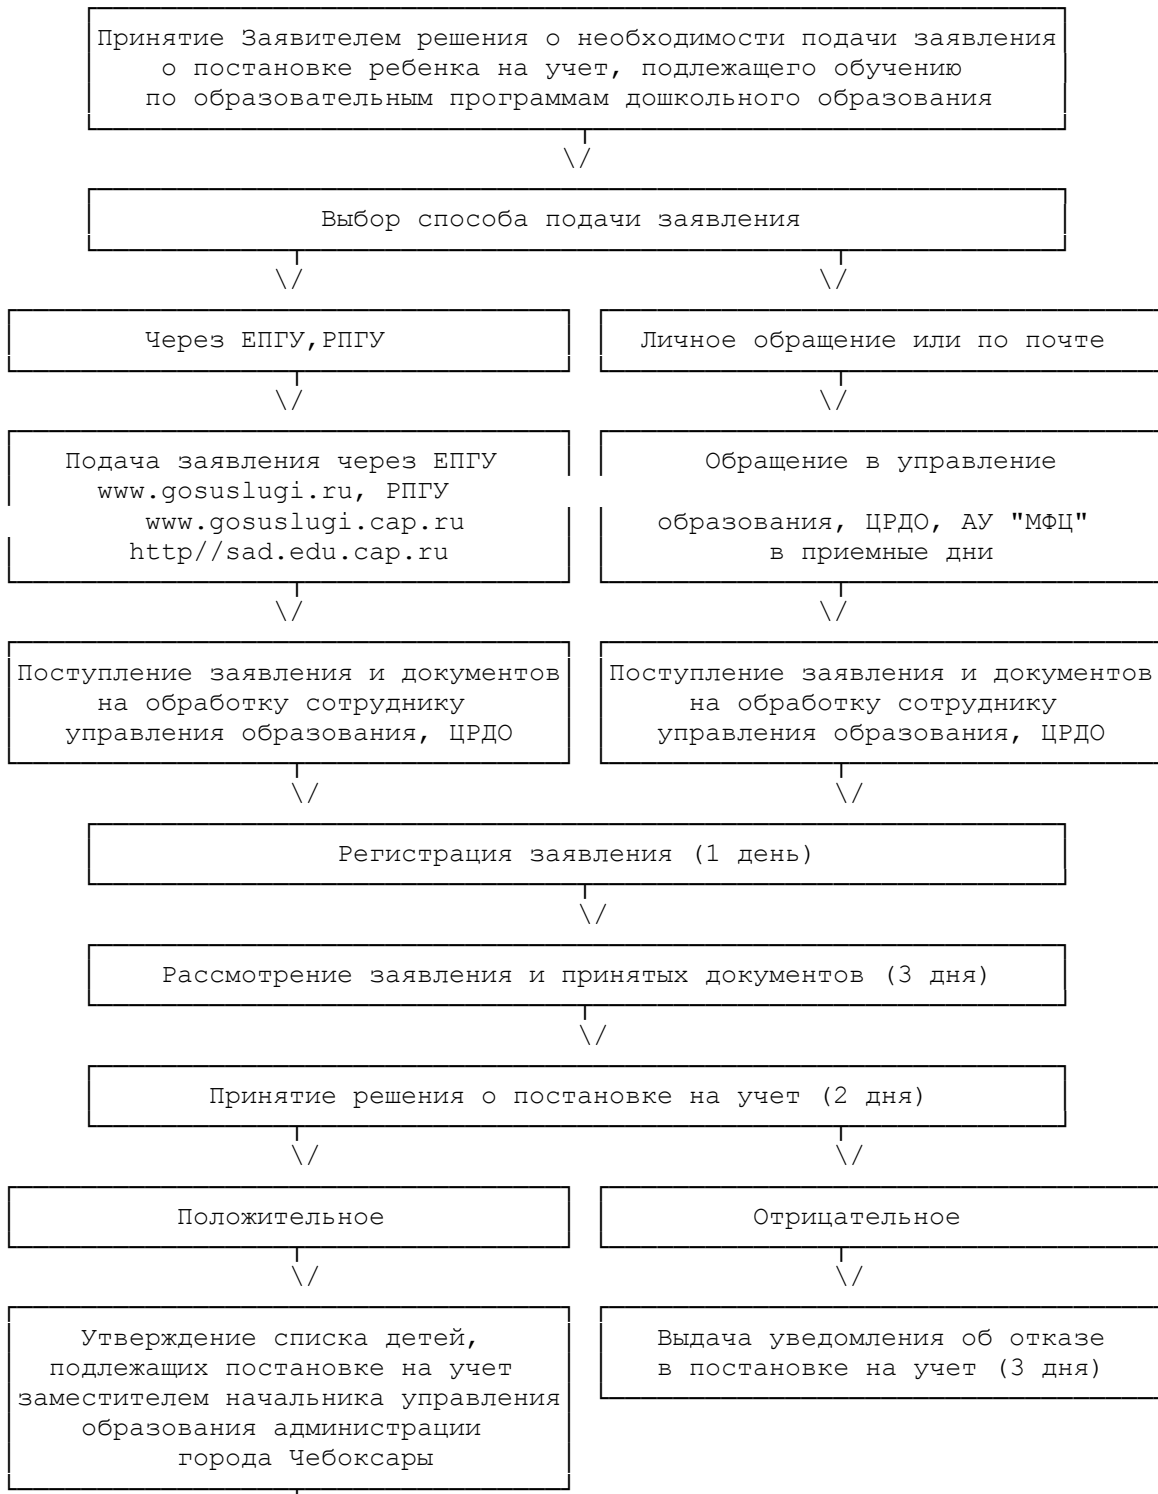 Принятие Заявителем решения о необходимости подачи заявления
о постановке ребенка на учет, подлежащего обучению
по образовательным программам дошкольного образования
\/
Выбор способа подачи заявления
\/ \/
Через ЕПГУ,РПГУ
Личное обращение или по почте
\/ \/
Подача заявления через ЕПГУ
www.gosuslugi.ru, РПГУ
www.gosuslugi.cap.ru
http//sad.edu.cap.ru
Обращение в управление
образования, ЦРДО, АУ "МФЦ"
в приемные дни
\/ \/
Поступление заявления и документов
на обработку сотруднику
управления образования, ЦРДО
Поступление заявления и документов
на обработку сотруднику
управления образования, ЦРДО
\/ \/
Регистрация заявления (1 день)
\/
Рассмотрение заявления и принятых документов (3 дня)
\/
Принятие решения о постановке на учет (2 дня)
\/ \/
Положительное
Отрицательное
\/ \/
Утверждение списка детей,
подлежащих постановке на учет
заместителем начальника управления
образования администрации
города Чебоксары
Выдача уведомления об отказе
в постановке на учет (3 дня)